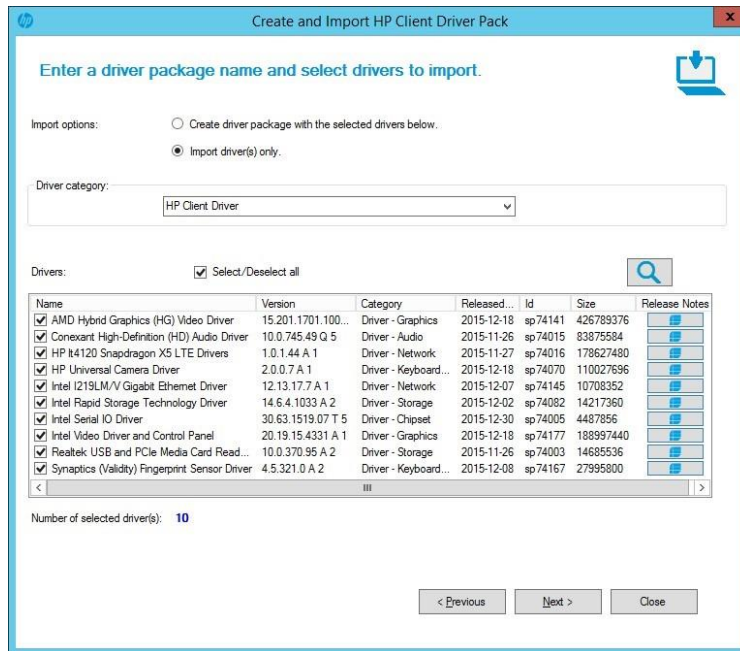 Create and Import HP Client Driver Pack
x
Enter a driver package name and select drivers to import.
Import options: Create driver package with the selected drivers below.
Import driver(s) only.
Driver category:
HP Client Driver
Drivers: Select/Deselect all
Name Version Category Released... Id Size Release Notes
AMD Hybrid Graphics (HG) Video Driver 15.201.1701.100... Driver - Graphics 2015-12-18 sp74141 426789376
Conexant High-Definition (HD) Audio Driver 10.0.745.49 Q 5 Driver - Audio 2015-11-26 sp74015 83875584
HP lt4120 Snapdragon X5 LTE Drivers 1.0.1.44 A 1 Driver - Network 2015-11-27 sp74016 178627480
HP Universal Camera Driver 2.0.0.7 A 1 Driver - Keyboard... 2015-12-18 sp74070 110027696
Intel I219LM/V Gigabit Ethernet Driver 12.13.17.7 A 1 Driver - Network 2015-12-07 sp74145 10708352
Intel Rapid Storage Technology Driver 14.6.4.1033 A 2 Driver - Storage 2015-12-02 sp74082 14217360
Intel Serial IO Driver 30.63.1519.07 T 5 Driver - Chipset 2015-12-30 sp74005 4487856
Intel Video Driver and Control Panel 20.19.15.4331 A 1 Driver - Graphics 2015-12-18 sp74177 188997440
Realtek USB and PCIe Media Card Read... 10.0.370.95 A 2 Driver - Storage 2015-11-26 sp74003 14685536
Synaptics (Validity) Fingerprint Sensor Driver 4.5.321.0 A 2 Driver - Keyboard... 2015-12-08 sp74167 27995800
Number of selected driver(s): 10
< Previous Next > Close